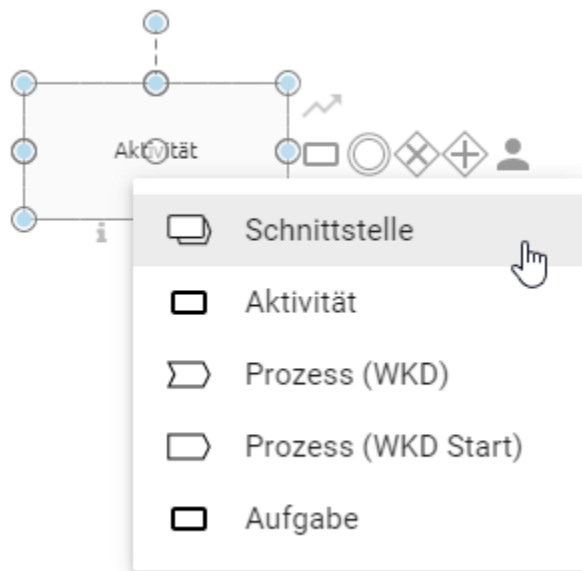 Aktivität
Schnittstelle
Aktivität
Prozess (WKD)
Prozess (WKD Start)
Aufgabe